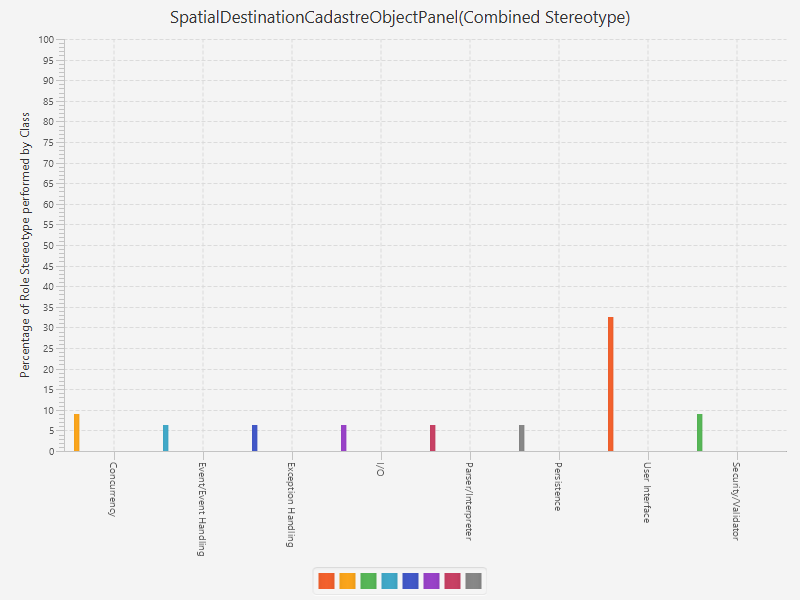 SpatialDestinationCadastreObjectPanel(Combined Stereotype)
Percentage of Role Stereotype performed by Class
100
95
90
85
80
75
70
65
60
55
50
45
40
35
30
25
20
15
10
5
0
Concurrency
Event/Event Handling
Exception Handling
I/O
Parser/Interpreter
Persistence
User Interface
Security/Validator